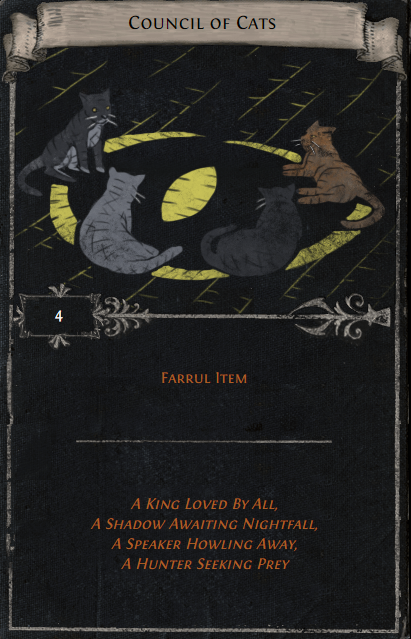 Council of Cats
4
Farrul Item
A King Loved By All,
A Shadow Awaiting Nightfall,
A Speaker Howling Away,
A Hunter Seeking Prey